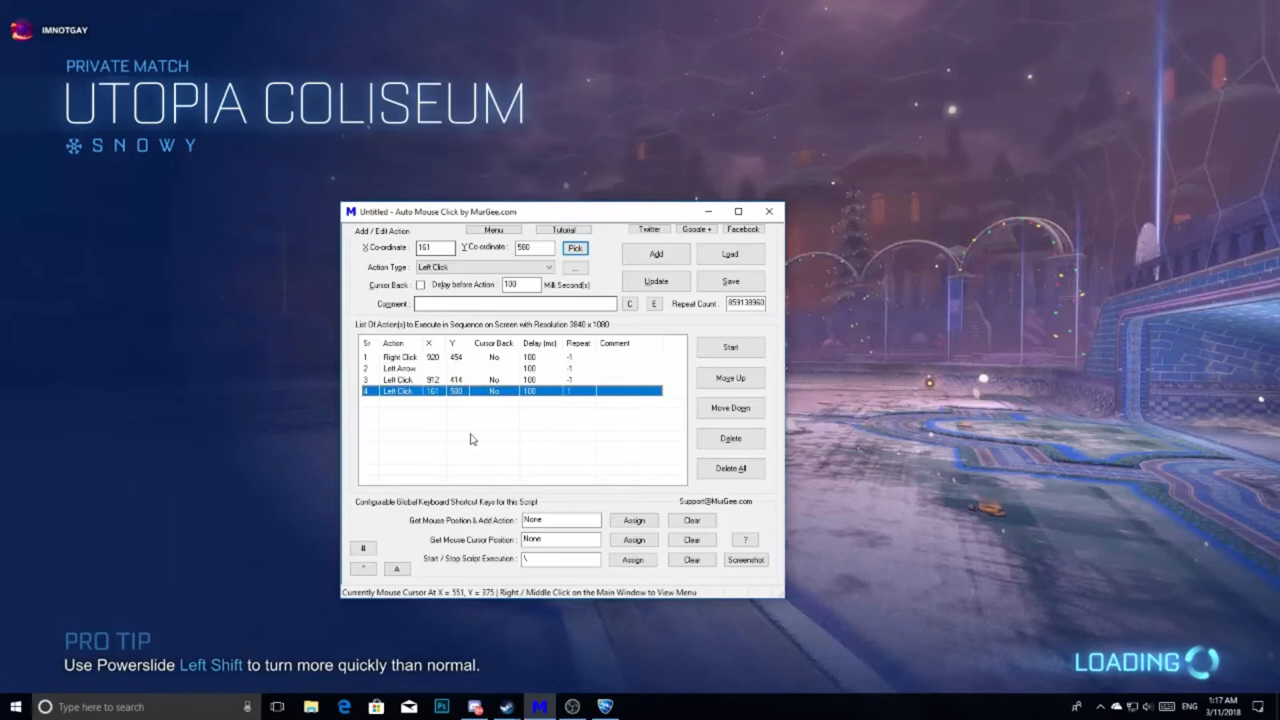 IMNOTGAY
PRIVATE MATCH
UTOPIA COLISEUM
SNOWY
Untitled - Auto Mouse Click by MurGee.com
Add / Edit Action
Menu
Tutorial
Twitter
Google +
Facebook
X Co-ordinate : 161 Y Co-ordinate : 580 Pick
Add
Load
Action Type : Left Click ...
Cursor Back : Delay before Action : 100 Milli Second(s)
Update
Save
Comment : C E Repeat Count : 859138960
List Of Action(s) to Execute in Sequence on Screen with Resolution 3840 x 1080
Sr Action X Y Cursor Back Delay (ms) Repeat Comment
1 Right Click 920 454 No 100 -1
2 Left Arrow 100 -1
3 Left Click 912 414 No 100 -1
4 Left Click 161 580 No 100
Start
Move Up
Move Down
Delete
Delete All
Configurable Global Keyboard Shortcut Keys for this Script
Support@MurGee.com
Get Mouse Position & Add Action : None Assign Clear
Get Mouse Cursor Position : None Assign Clear ?
Start / Stop Script Execution : \ Assign Clear Screenshot
#
^
A
Currently Mouse Cursor At X = 551, Y = 375 | Right / Middle Click on the Main Window to View Menu
PRO TIP
Use Powerslide Left Shift to turn more quickly than normal.
LOADING
Type here to search
ENG
1:17 AM
3/11/2018